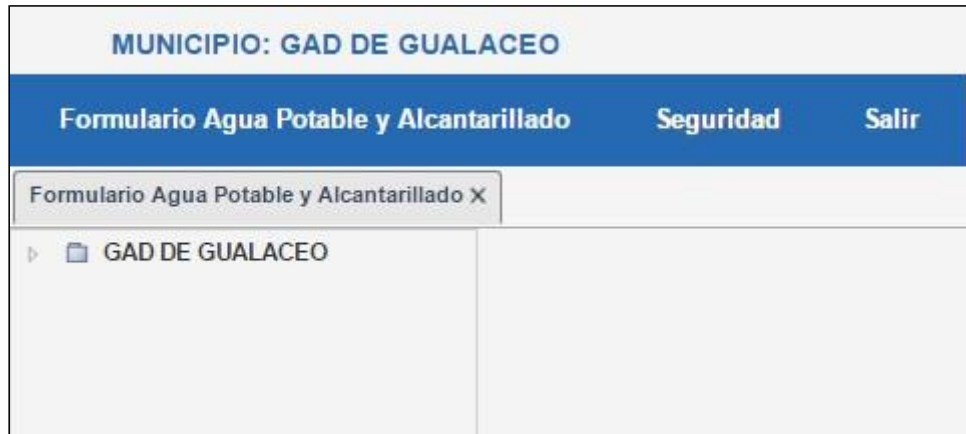 MUNICIPIO: GAD DE GUALACEO
Formulario Agua Potable y Alcantarillado Seguridad Salir
Formulario Agua Potable y Alcantarillado X
GAD DE GUALACEO